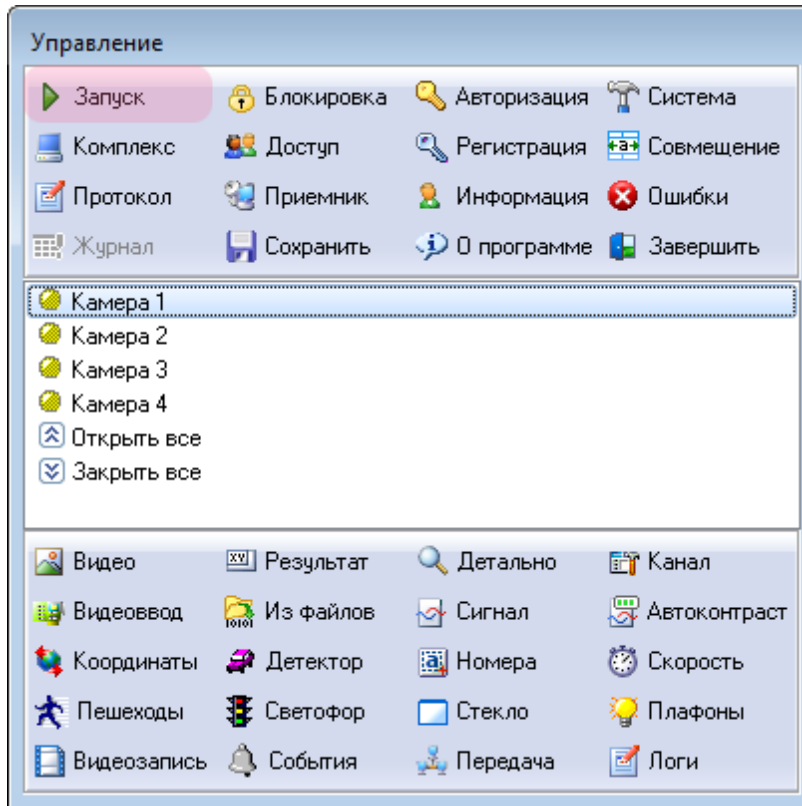 Управление
Запуск Блокировка Авторизация Система
Комплекс Доступ Регистрация Совмещение
Протокол Приемник Информация Ошибки
Журнал Сохранить О программе Завершить
Камера 1
Камера 2
Камера 3
Камера 4
Открыть все
Закрыть все
Видео Результат Детально Канал
Видеоввод Из файлов Сигнал Автоконтраст
Координаты Детектор Номера Скорость
Пешеходы Светофор Стекло Плафоны
Видеозапись События Передача Логи